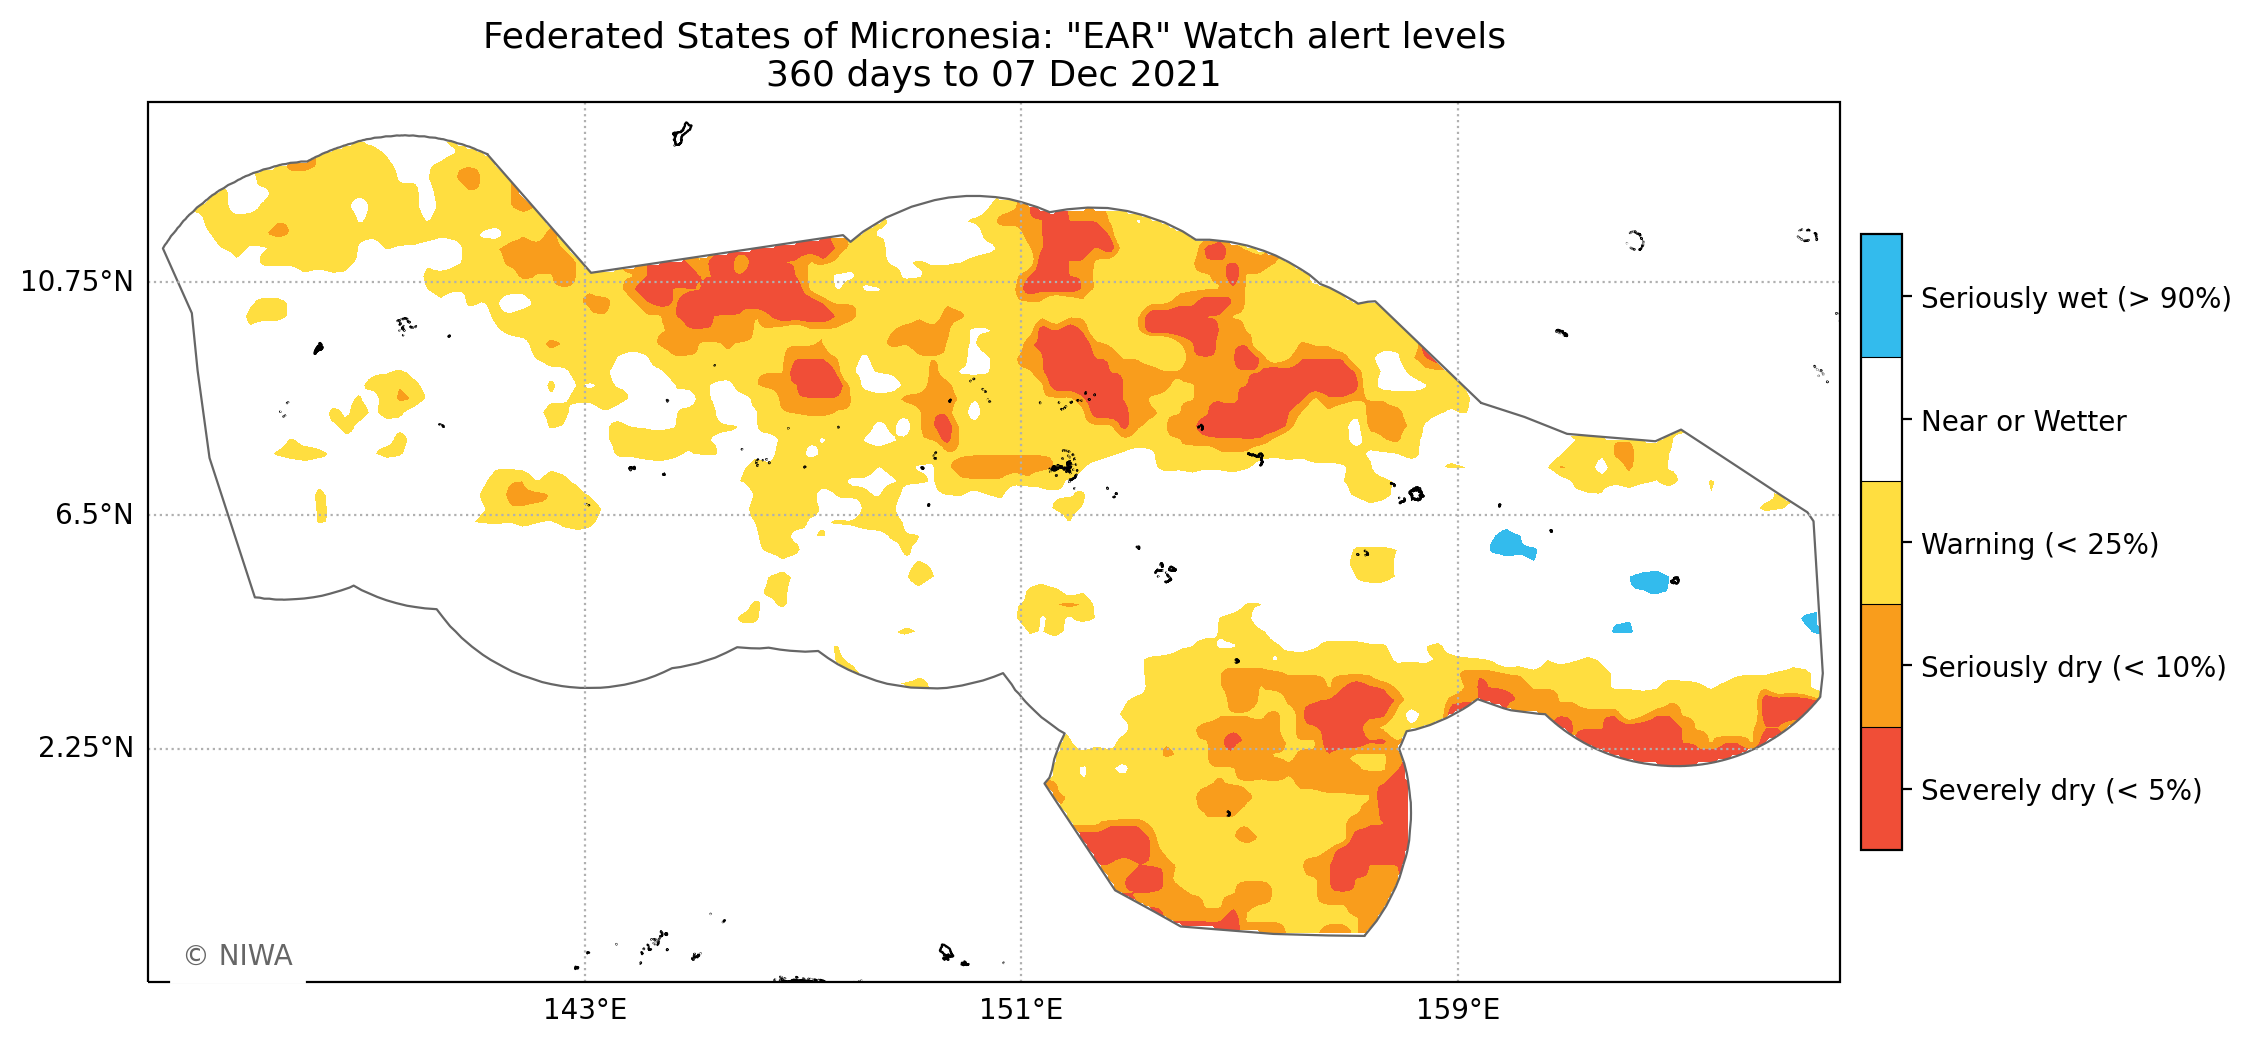 Federated States of Micronesia: "EAR" Watch alert levels
360 days to 07 Dec 2021
10.75°N
6.5°N
2.25°N
143°E
151°E
159°E
© NIWA
Seriously wet (> 90%)
Near or Wetter
Warning (< 25%)
Seriously dry (< 10%)
Severely dry (< 5%)